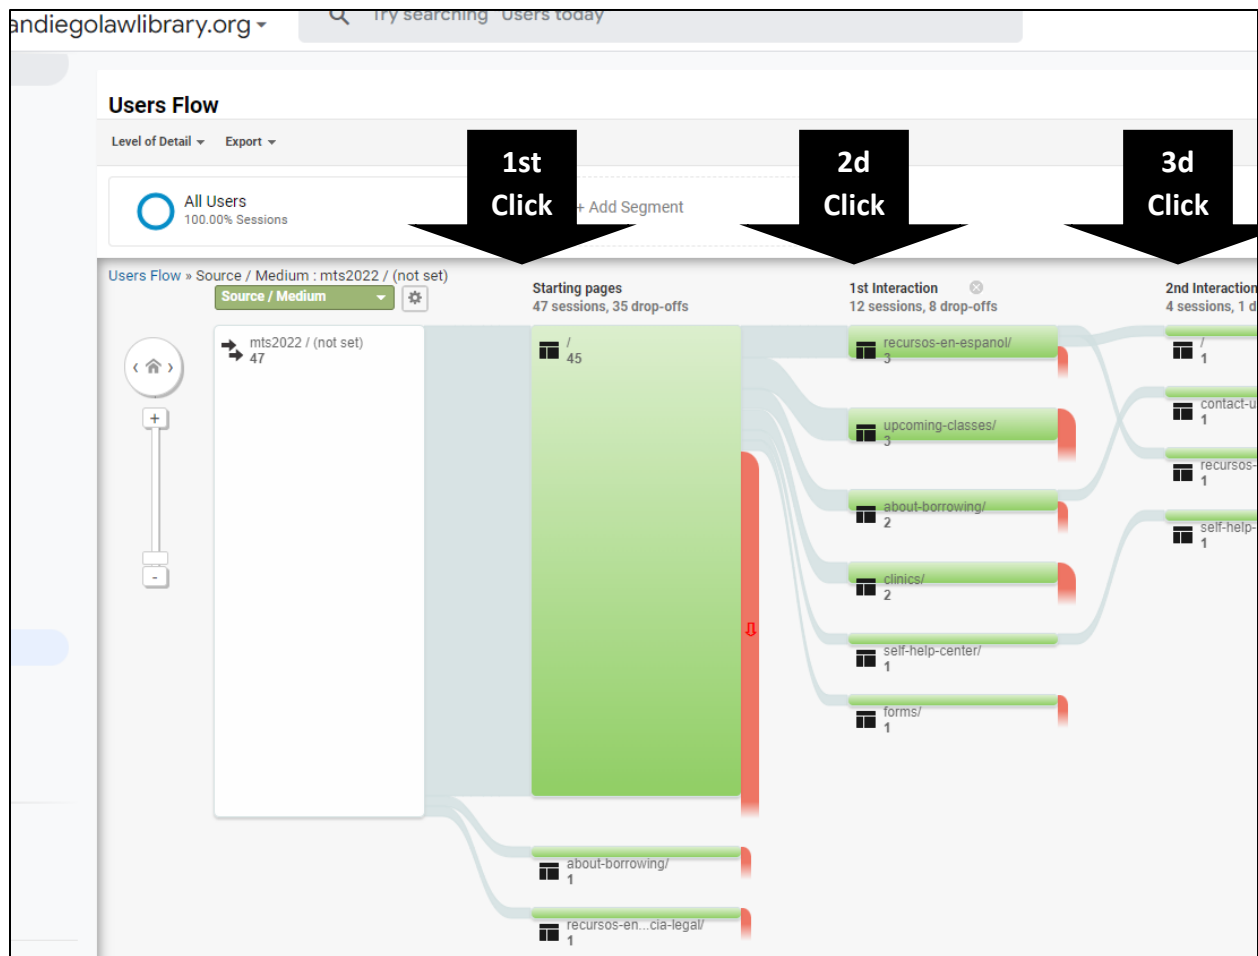 andiegolawlibrary.org
Try searching "Users today"
Users Flow
Level of Detail
Export
1st
Click
2d
Click
3d
Click
All Users
100.00% Sessions
+ Add Segment
Users Flow » Source / Medium : mts2022 / (not set)
Source / Medium
Starting pages
47 sessions, 35 drop-offs
1st Interaction
12 sessions, 8 drop-offs
2nd Interaction
4 sessions, 1 d
mts2022 / (not set)
47
/
45
recursos-en-espanol/
3
upcoming-classes/
3
about-borrowing/
2
clinics/
2
self-help-center/
1
forms/
1
/
1
contact-u
1
recursos-
1
self-help-
1
about-borrowing/
1
recursos-en...cia-legal/
1
+
-